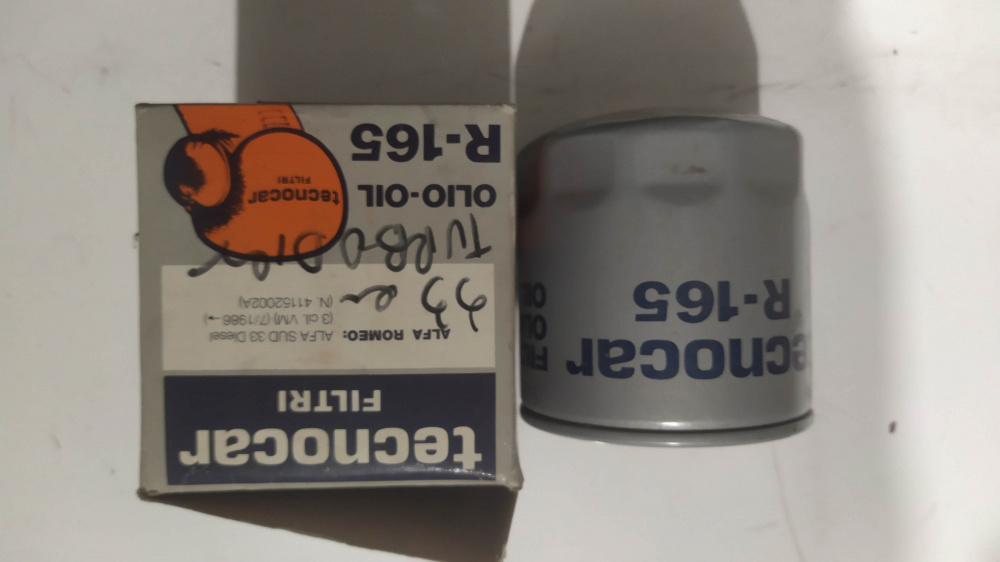 tecnocar
FILTRI
ALFA ROMEO: ALFA SUD 33 Diesel
(3 cil. VM) (7/1986→)
(N. 41152002A)
33
TURBO
OLIO-OIL
tecnocar
FILTRI
R-165
tecnocar
R-165